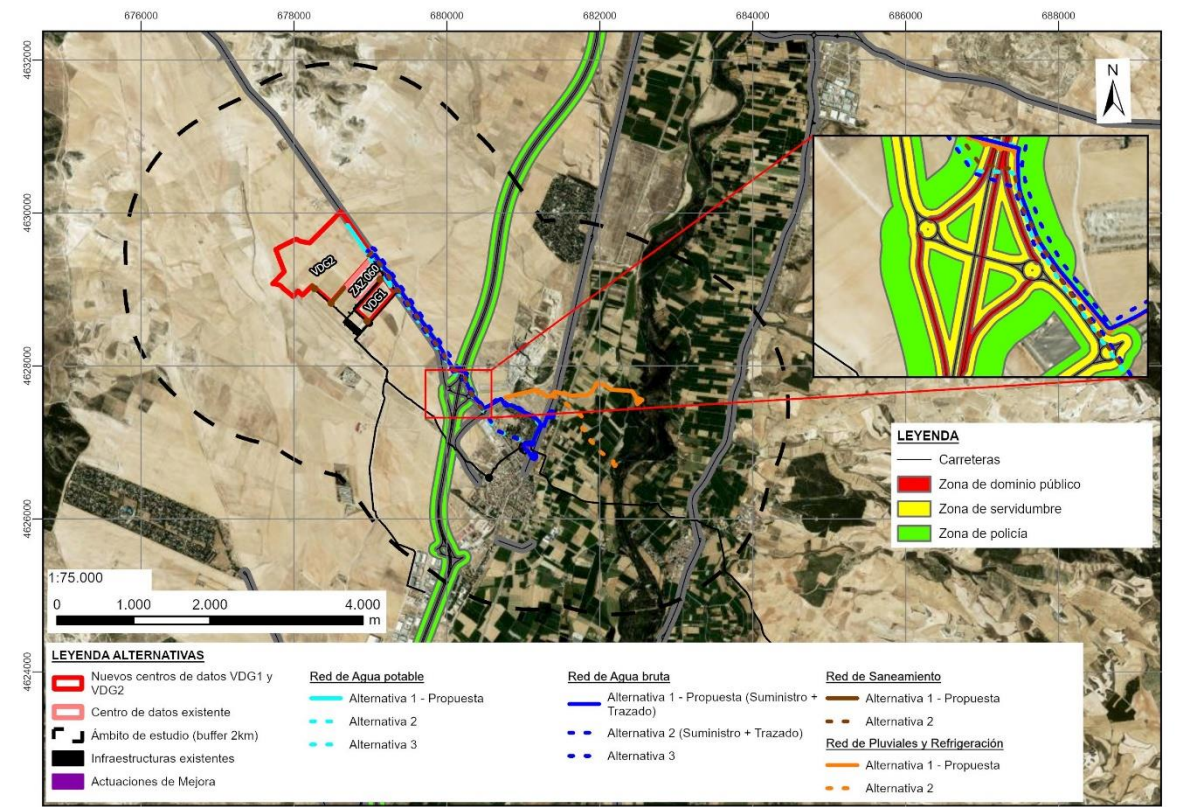 676000
678000
680000
682000
684000
686000
688000
4632000
4630000
4628000
4626000
4624000
N
VDG2
ZAZ.060
VDG1
LEYENDA
Carreteras
Zona de dominio público
Zona de servidumbre
Zona de policía
1:75.000
0 1.000 2.000 4.000
m
LEYENDA ALTERNATIVAS
Nuevos centros de datos VDG1 y
VDG2
Centro de datos existente
Ámbito de estudio (buffer 2km)
Infraestructuras existentes
Actuaciones de Mejora
Red de Agua potable
Alternativa 1 - Propuesta
Alternativa 2
Alternativa 3
Red de Agua bruta
Alternativa 1 - Propuesta (Suministro +
Trazado)
Alternativa 2 (Suministro + Trazado)
Alternativa 3
Red de Saneamiento
Alternativa 1 - Propuesta
Alternativa 2
Red de Pluviales y Refrigeración
Alternativa 1 - Propuesta
Alternativa 2